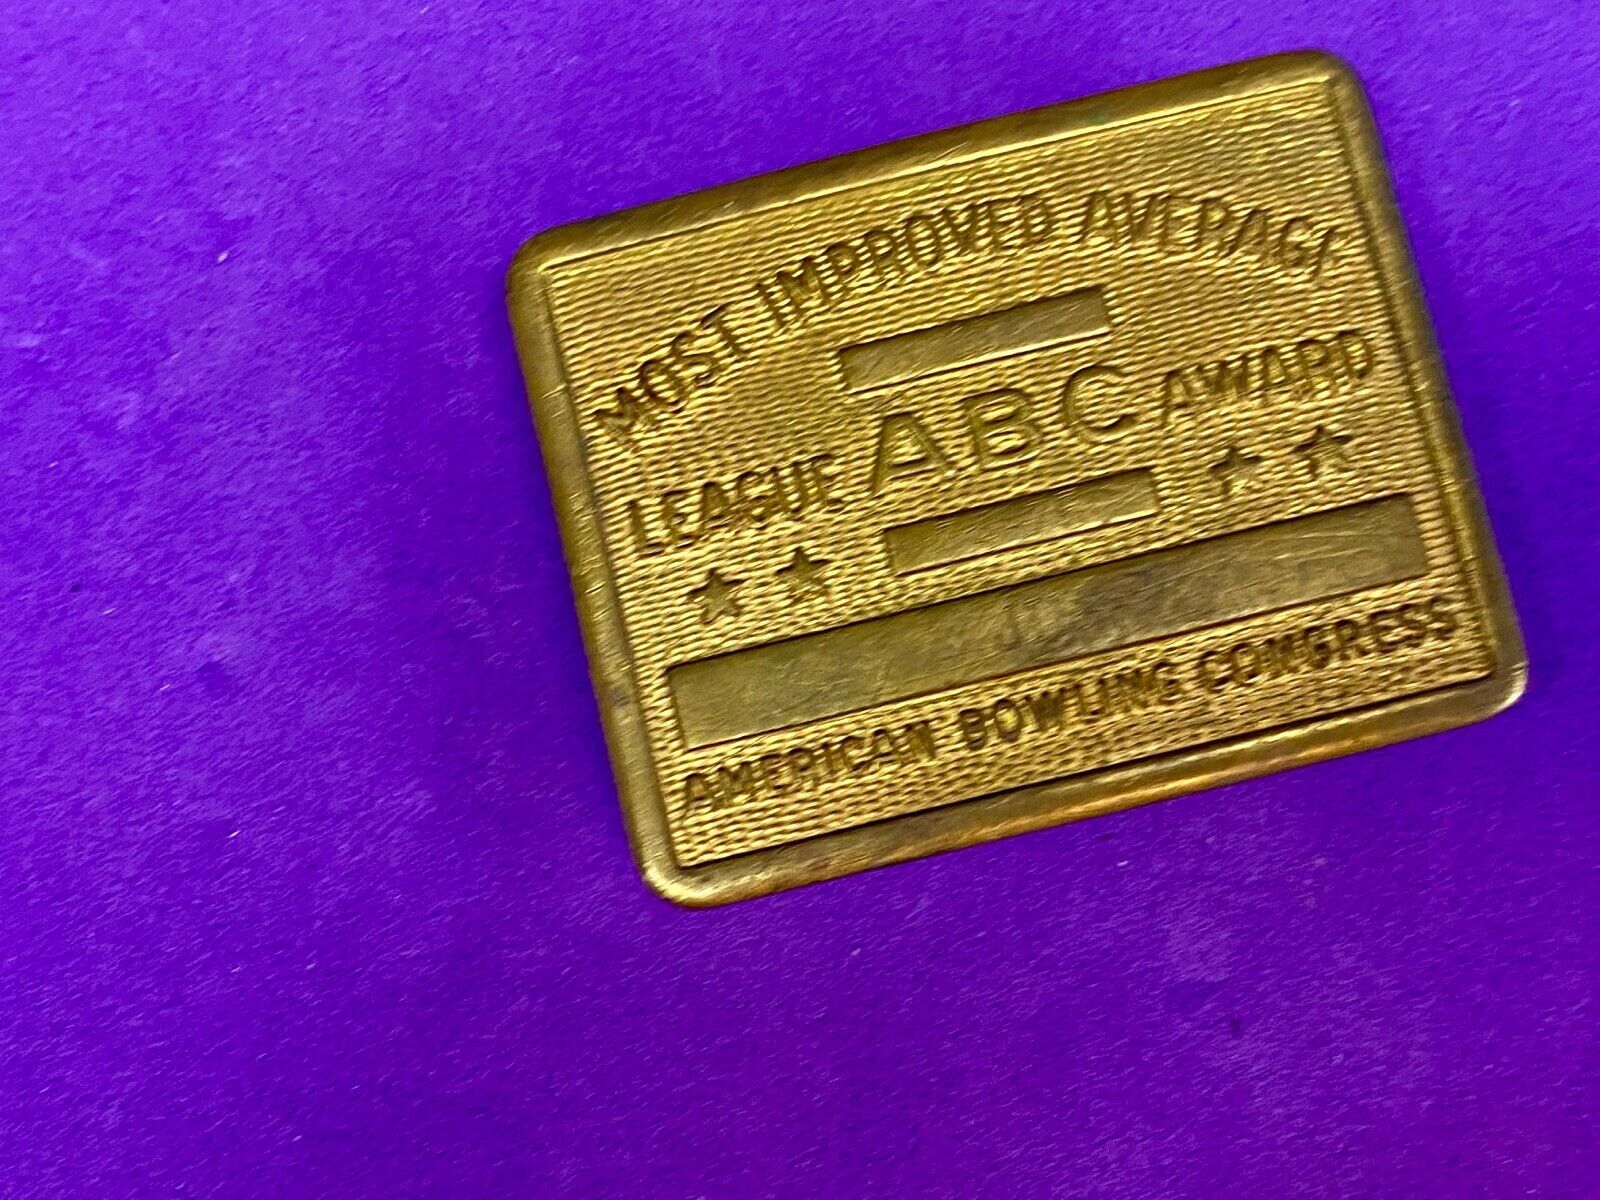 MOST IMPROVED AVERAGE
LEAGUE ABC AWARD
AMERICAN BOWLING CONGRESS